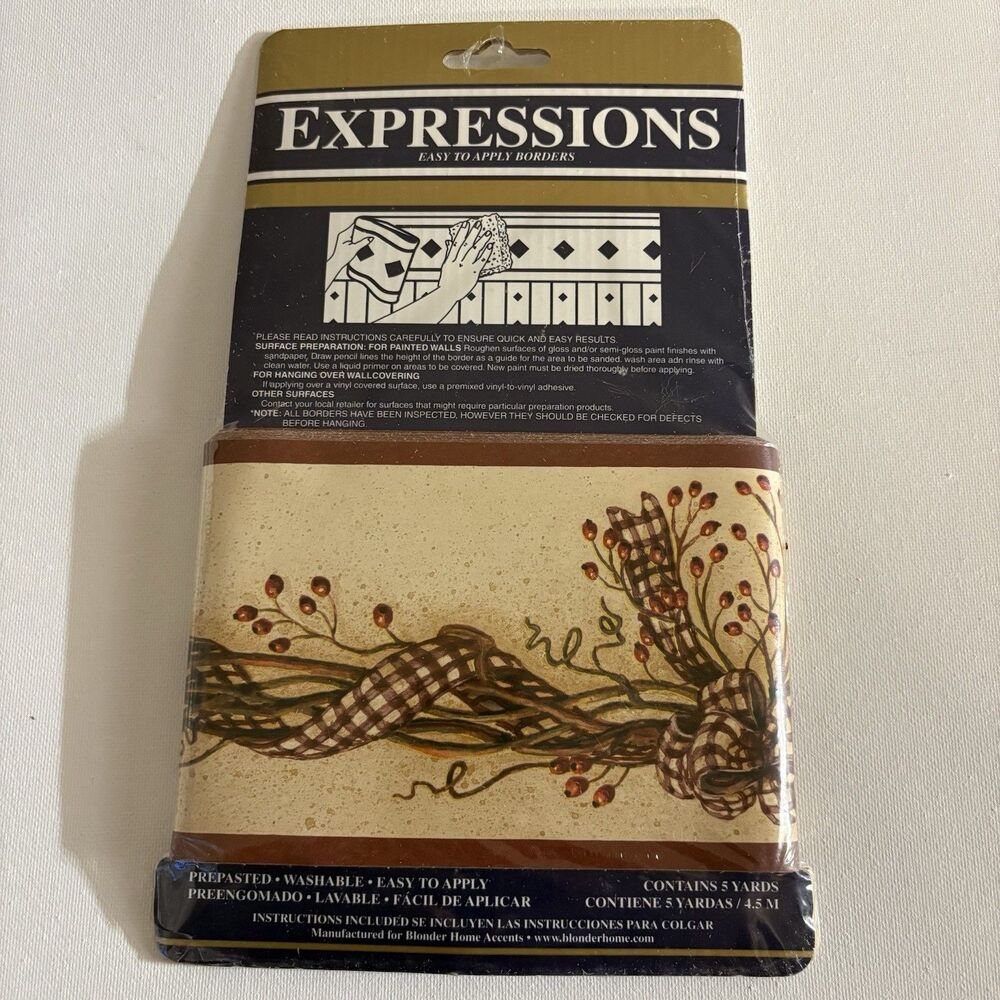 EXPRESSIONS
EASY TO APPLY BORDERS
*PLEASE READ INSTRUCTIONS CAREFULLY TO ENSURE QUICK AND EASY RESULTS.
SURFACE PREPARATION: FOR PAINTED WALLS Roughen surfaces of gloss and/or semi-gloss paint finishes with
sandpaper. Draw pencil lines the height of the border as a guide for the area to be sanded. wash area adn rinse with
clean water. Use a liquid primer on areas to be covered. New paint must be dried thoroughly before applying.
FOR HANGING OVER WALLCOVERING
If applying over a vinyl covered surface, use a premixed vinyl-to-vinyl adhesive.
OTHER SURFACES
Contact your local retailer for surfaces that might require particular preparation products.
*NOTE: ALL BORDERS HAVE BEEN INSPECTED, HOWEVER THEY SHOULD BE CHECKED FOR DEFECTS
BEFORE HANGING.
PREPASTED • WASHABLE • EASY TO APPLY
PREENGOMADO • LAVABLE • FÁCIL DE APLICAR
CONTAINS 5 YARDS
CONTIENE 5 YARDAS / 4.5 M
INSTRUCTIONS INCLUDED SE INCLUYEN LAS INSTRUCCIONES PARA COLGAR
Manufactured for Blonder Home Accents • www.blonderhome.com